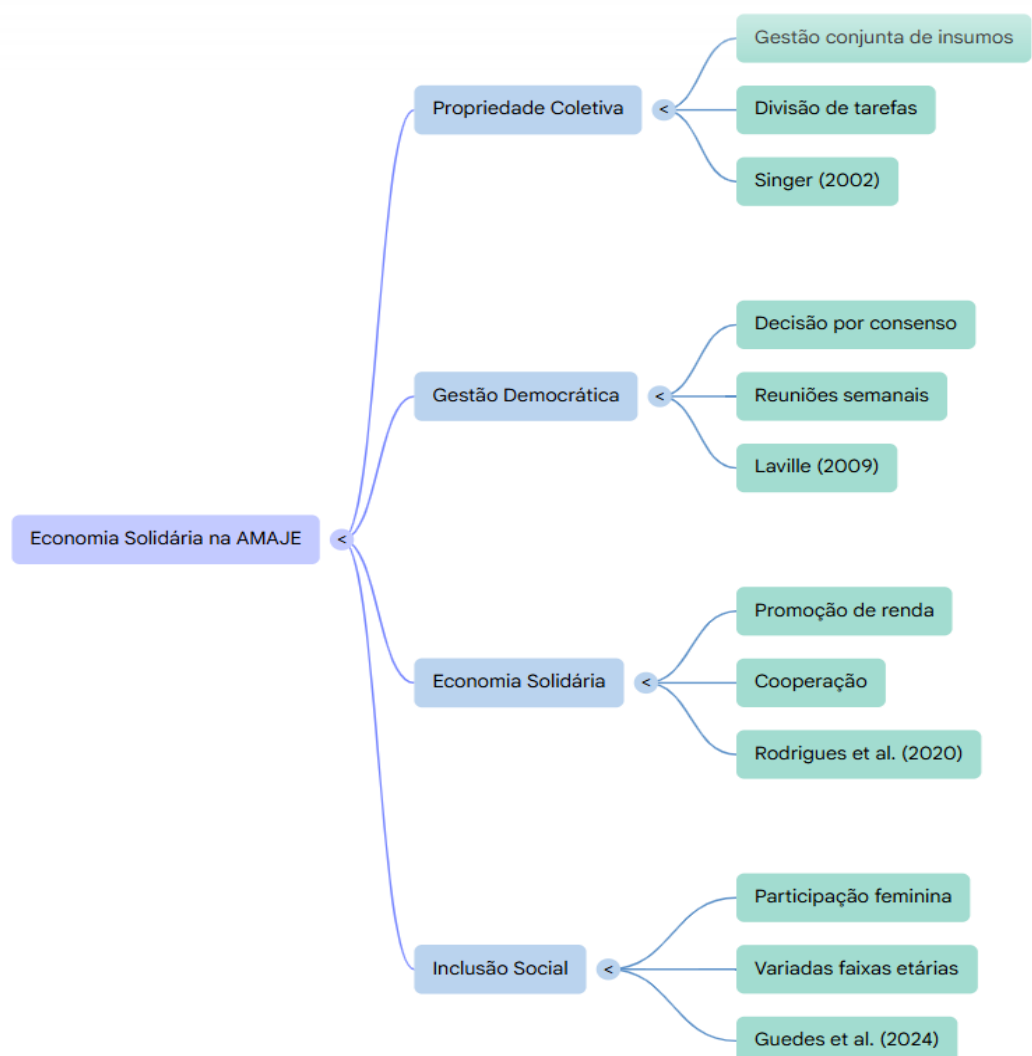 Economia Solidária na AMAJE
<
Propriedade Coletiva
<
Gestão conjunta de insumos
Divisão de tarefas
Singer (2002)
Gestão Democrática
<
Decisão por consenso
Reuniões semanais
Laville (2009)
Economia Solidária
<
Promoção de renda
Cooperação
Rodrigues et al. (2020)
Inclusão Social
<
Participação feminina
Variadas faixas etárias
Guedes et al. (2024)